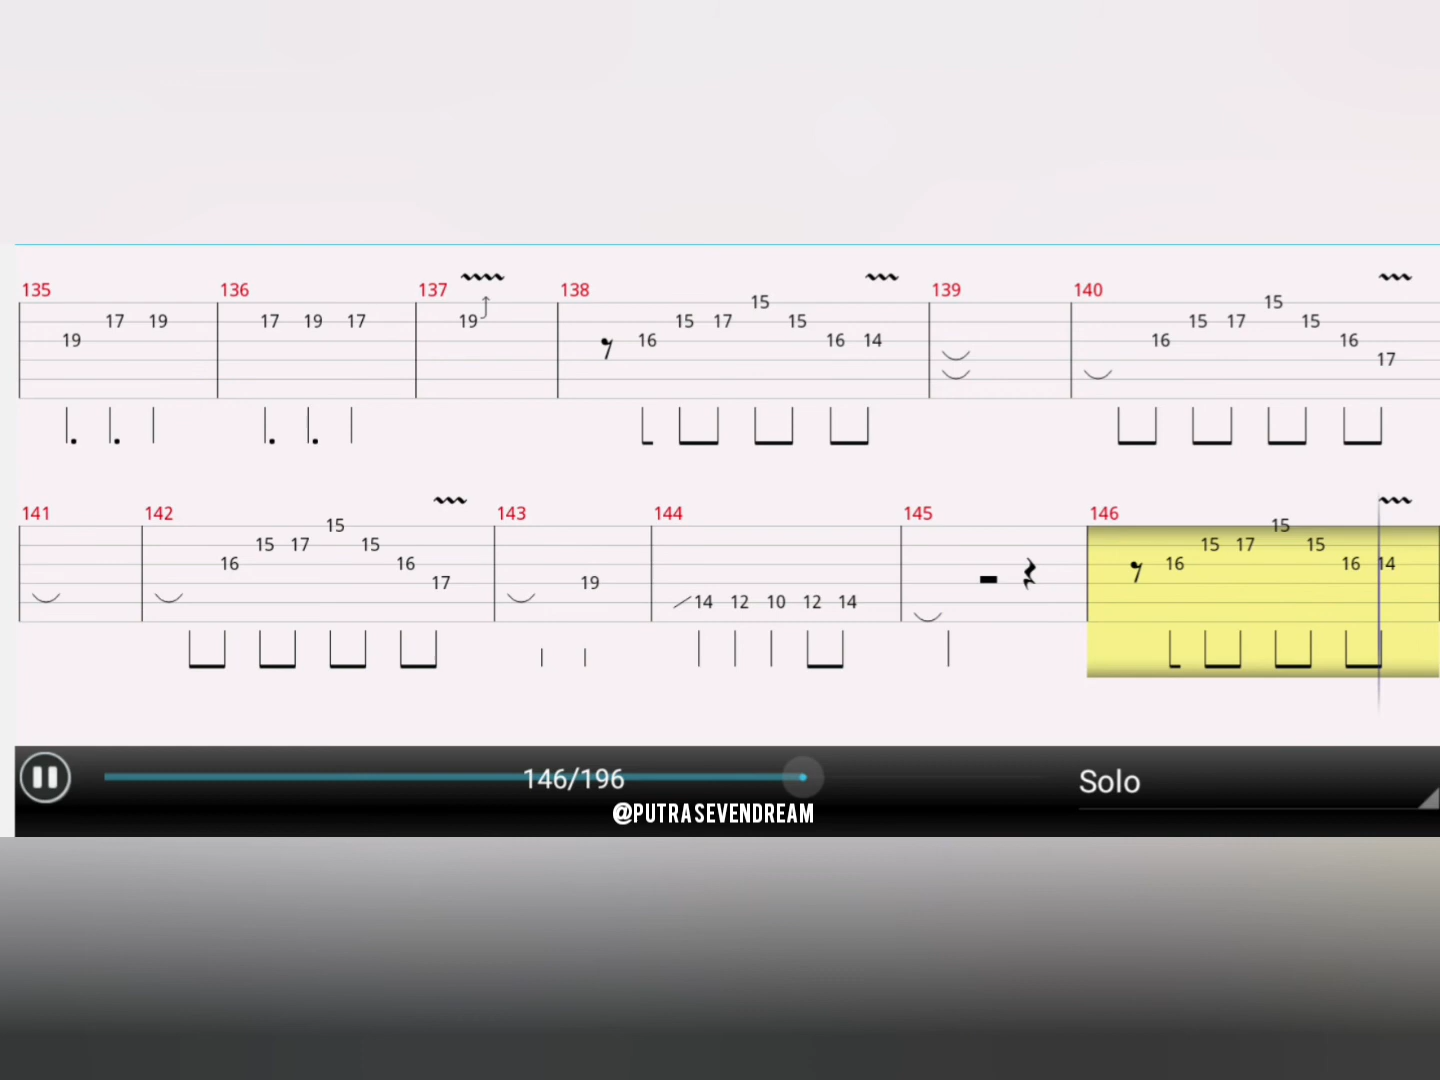 135 136 137 138 139 140
15 15
17 19 17 19 17 19 15 17 15 15 17 15
19 16 16 14 16 16
17
141 142 143 144 145 146
15 15
15 17 15 15 17 15
16 16 16 16 14
17 19
14 12 10 12 14
146/196 Solo
@PUTRASEVENDREAM